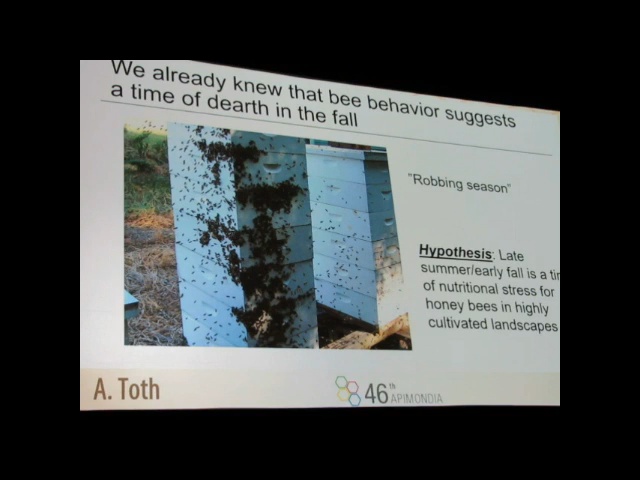 We already knew that bee behavior suggests
a time of dearth in the fall
"Robbing season"
Hypothesis: Late
summer/early fall is a
of nutritional stress for
honey bees in highly
cultivated landscapes
A. Toth
46th APIMONDIA